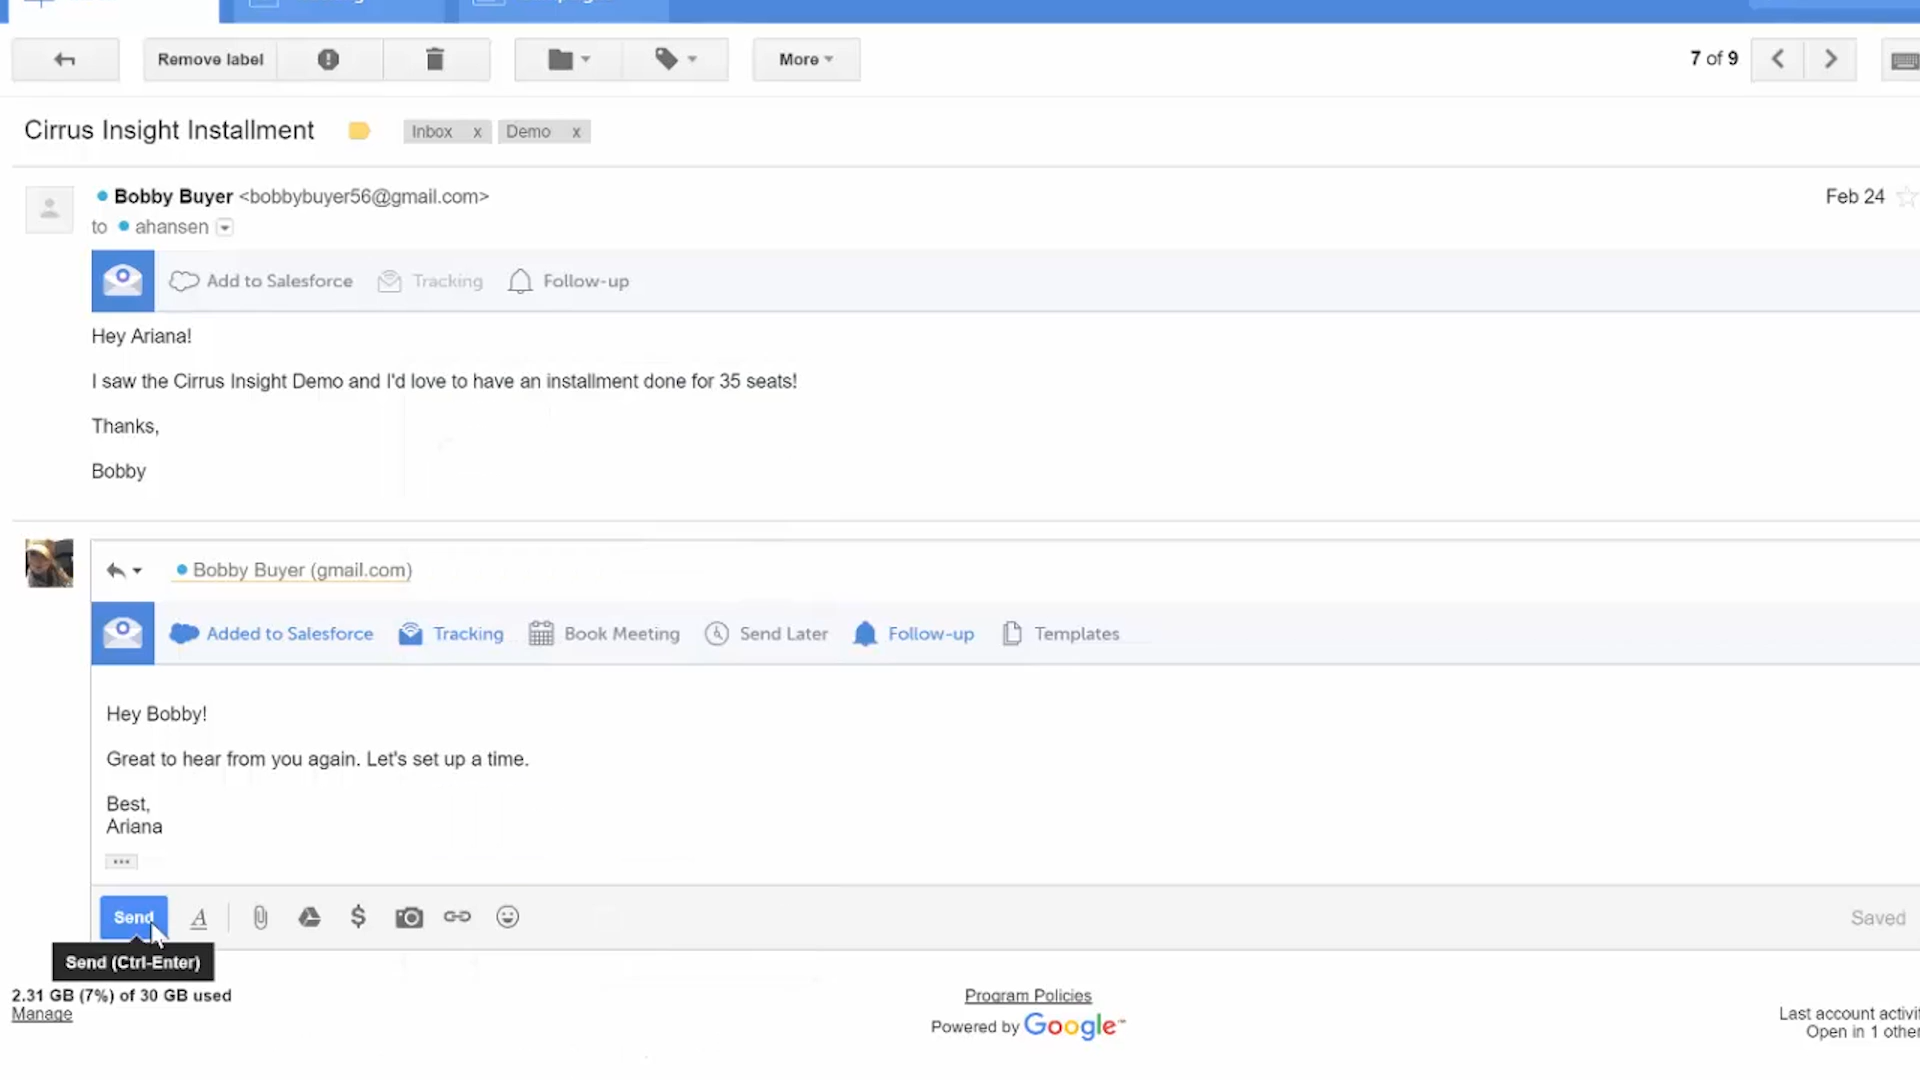 Remove label
More
7 of 9
Cirrus Insight Installment
Inbox x
Demo x
Bobby Buyer <bobbybuyer56@gmail.com>
Feb 24
to ahansen
Add to Salesforce Tracking Follow-up
Hey Ariana!
I saw the Cirrus Insight Demo and I'd love to have an installment done for 35 seats!
Thanks,
Bobby
Bobby Buyer (gmail.com)
Added to Salesforce Tracking Book Meeting Send Later Follow-up Templates
Hey Bobby!
Great to hear from you again. Let's set up a time.
Best,
Ariana
Send
Saved
Send (Ctrl-Enter)
2.31 GB (7%) of 30 GB used
Manage
Program Policies
Powered by Google™
Last account activit
Open in 1 other